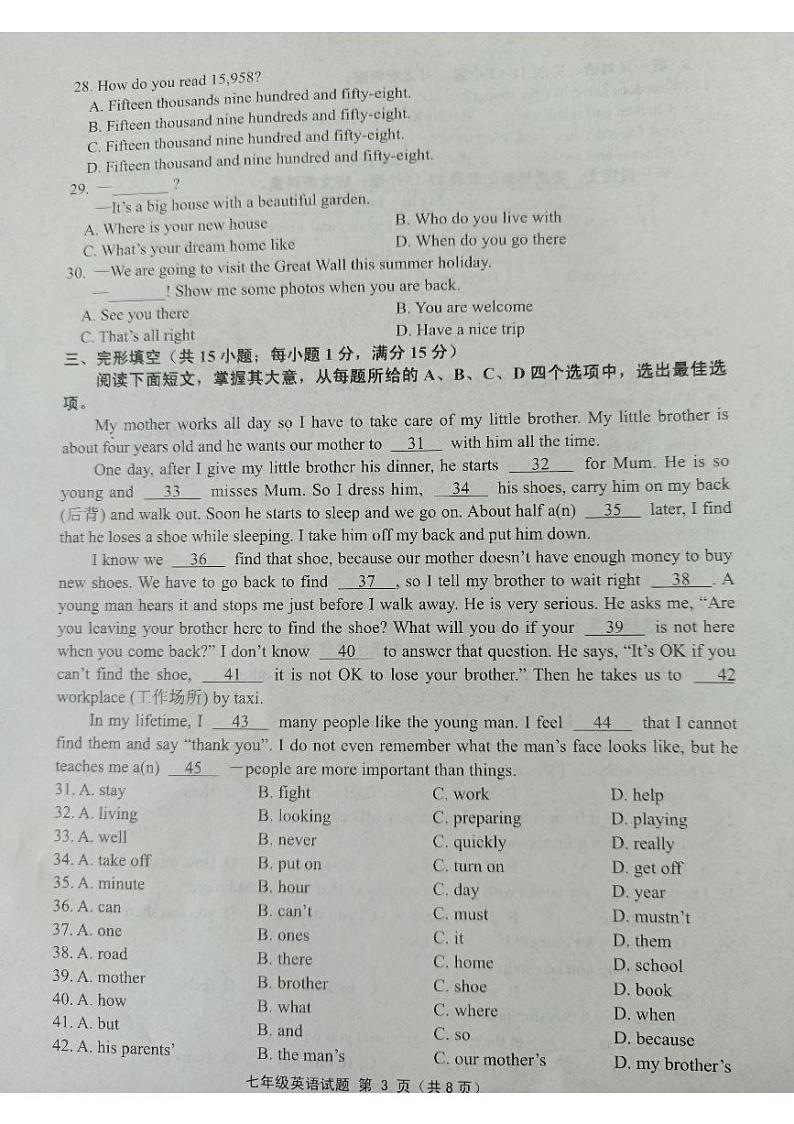 28. How do you read 15,958?
A. Fifteen thousands nine hundred and fifty-eight.
B. Fifteen thousand nine hundreds and fifty-eight.
C. Fifteen thousand nine hundred and fifty-eight.
D. Fifteen thousand and nine hundred and fifty-eight.
29. —______ ?
—It's a big house with a beautiful garden.
A. Where is your new house B. Who do you live with
C. What's your dream home like D. When do you go there
30. —We are going to visit the Great Wall this summer holiday.
—______! Show me some photos when you are back.
A. See you there B. You are welcome
C. That's all right D. Have a nice trip
三、完形填空（共 15 小题；每小题 1 分，满分 15 分）
阅读下面短文，掌握其大意，从每题所给的 A、B、C、D 四个选项中，选出最佳选
项。
My mother works all day so I have to take care of my little brother. My little brother is
about four years old and he wants our mother to 31 with him all the time.
One day, after I give my little brother his dinner, he starts 32 for Mum. He is so
young and 33 misses Mum. So I dress him, 34 his shoes, carry him on my back
(后背) and walk out. Soon he starts to sleep and we go on. About half a(n) 35 later, I find
that he loses a shoe while sleeping. I take him off my back and put him down.
I know we 36 find that shoe, because our mother doesn't have enough money to buy
new shoes. We have to go back to find 37 , so I tell my brother to wait right 38 . A
young man hears it and stops me just before I walk away. He is very serious. He asks me, "Are
you leaving your brother here to find the shoe? What will you do if your 39 is not here
when you come back?" I don't know 40 to answer that question. He says, "It's OK if you
can't find the shoe, 41 it is not OK to lose your brother." Then he takes us to 42
workplace (工作场所) by taxi.
In my lifetime, I 43 many people like the young man. I feel 44 that I cannot
find them and say "thank you". I do not even remember what the man's face looks like, but he
teaches me a(n) 45 —people are more important than things.
31. A. stay B. fight C. work D. help
32. A. living B. looking C. preparing D. playing
33. A. well B. never C. quickly D. really
34. A. take off B. put on C. turn on D. get off
35. A. minute B. hour C. day D. year
36. A. can B. can't C. must D. mustn't
37. A. one B. ones C. it D. them
38. A. road B. there C. home D. school
39. A. mother B. brother C. shoe D. book
40. A. how B. what C. where D. when
41. A. but B. and C. so D. because
42. A. his parents' B. the man's C. our mother's D. my brother's
七年级英语试题 第 3 页（共 8 页）